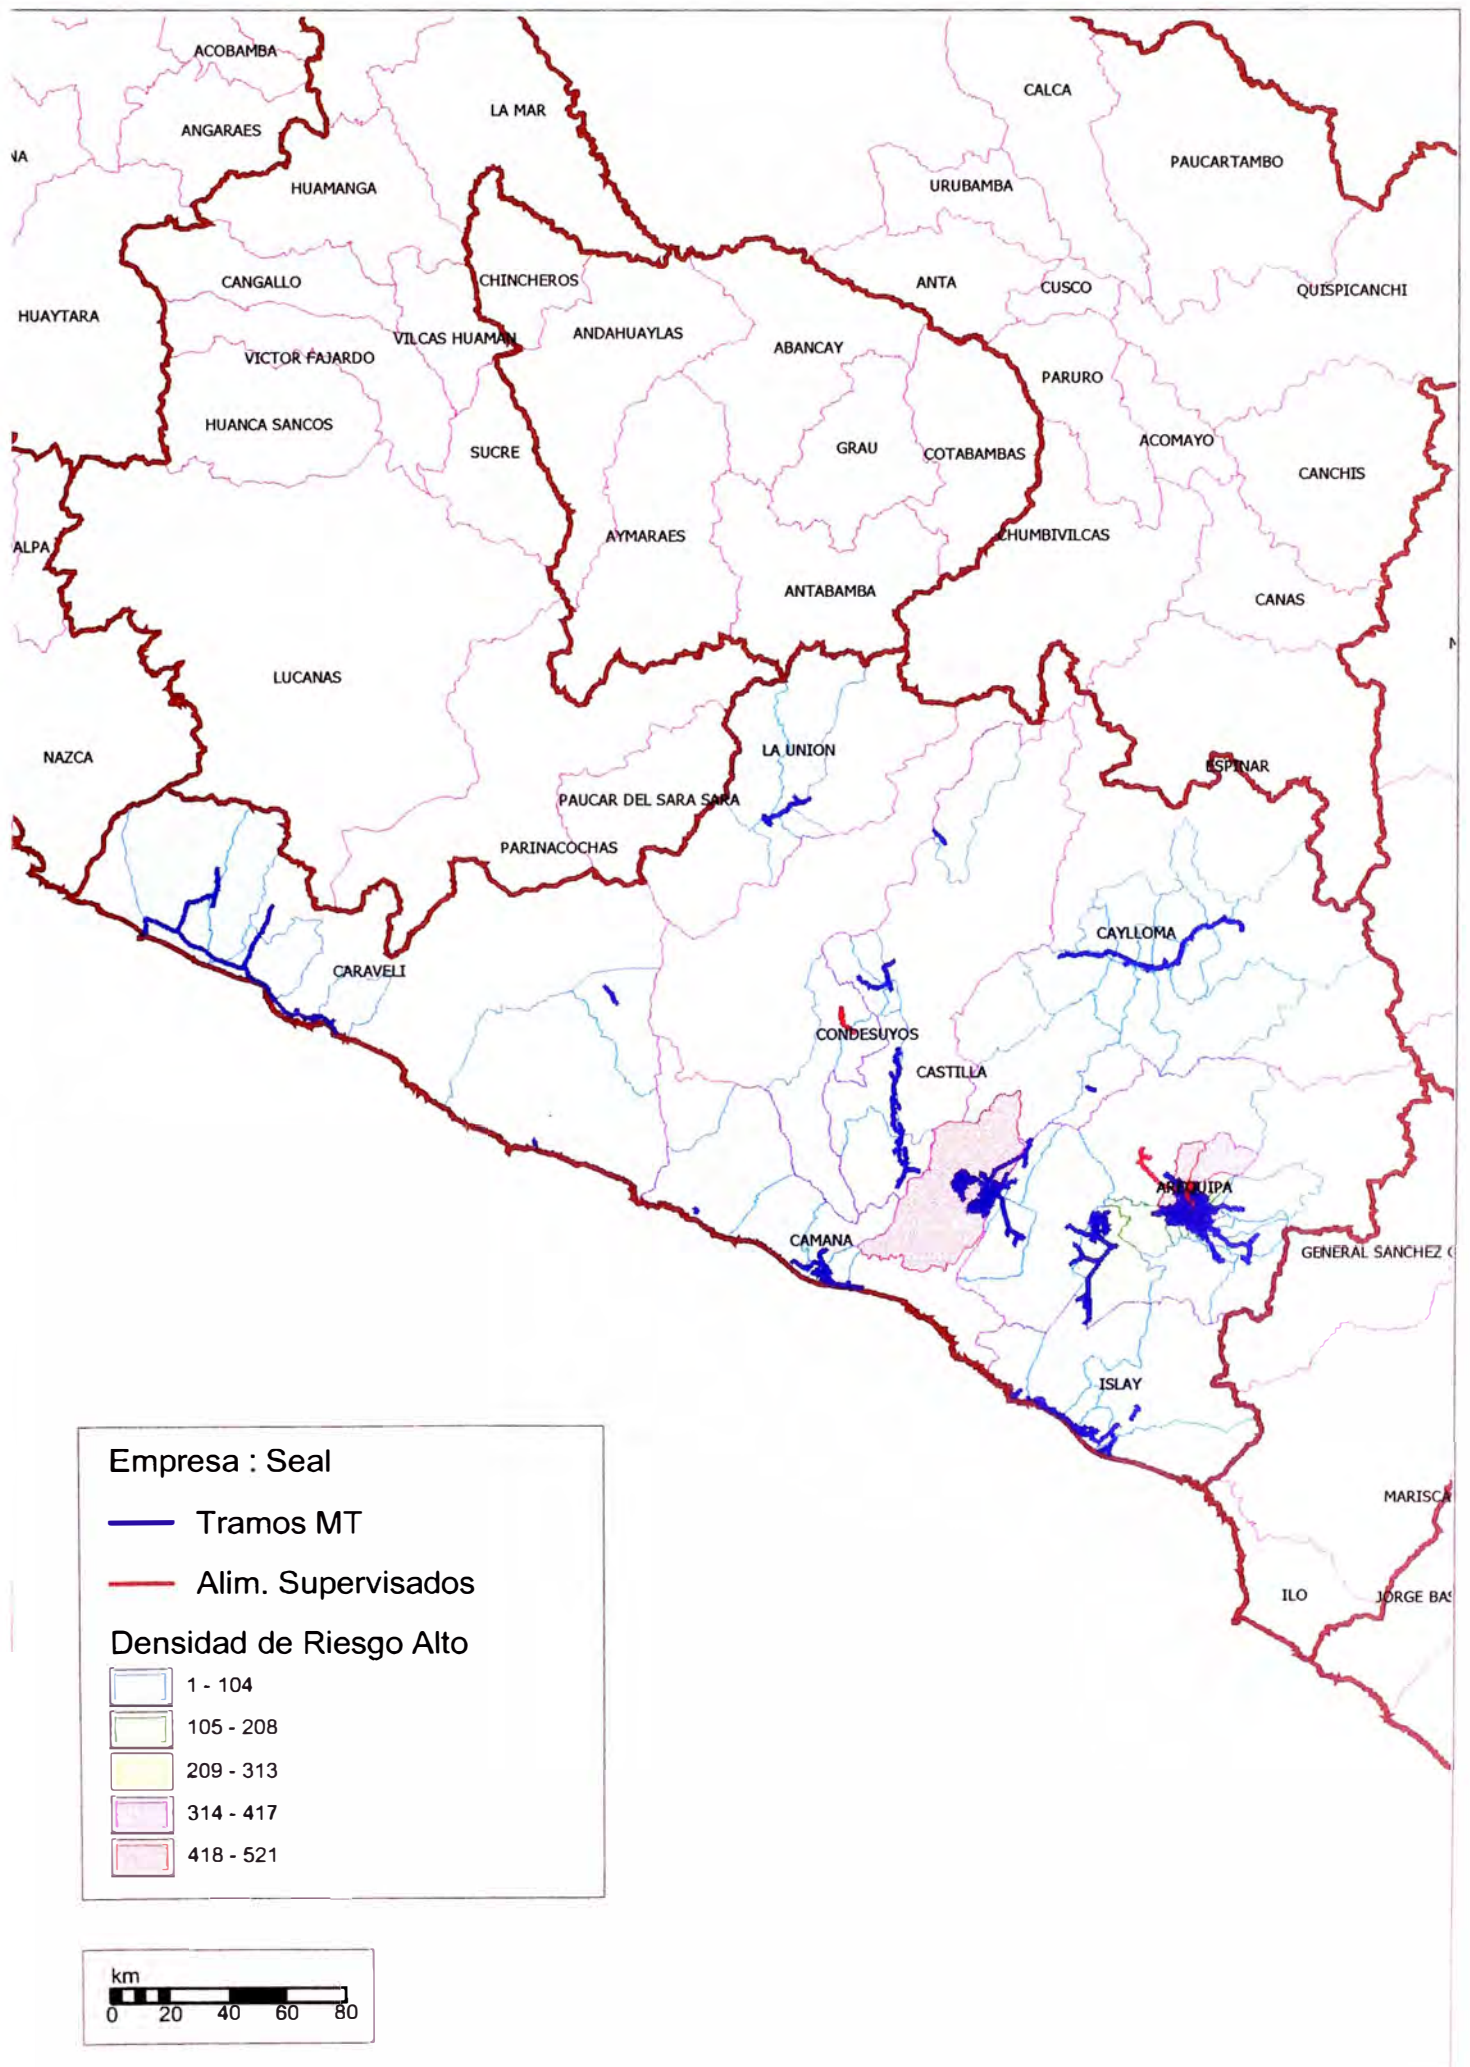 ACOBAMBA
CALCA
LA MAR
ANGARAES
NA
PAUCARTAMBO
HUAMANGA
URUBAMBA
CANGALLO
CHINCHEROS
ANTA
CUSCO
QUISPICANCHI
HUAYTARA
VILCAS HUAMAN
ANDAHUAYLAS
ABANCAY
VICTOR FAJARDO
PARURO
HUANCA SANCOS
SUCRE
GRAU
COTABAMBAS
ACOMAYO
CANCHIS
ALPA
AYMARAES
CHUMBIVILCAS
ANTABAMBA
CANAS
LUCANAS
NAZCA
LA UNION
ESPINAR
PAUCAR DEL SARA SARA
PARINACOCHAS
CAYLLOMA
CARAVELI
CONDESUYOS
CASTILLA
AREQUIPA
CAMANA
GENERAL SANCHEZ C
ISLAY
MARISCA
ILO
JORGE BAS
Empresa : Seal
Tramos MT
Alim. Supervisados
Densidad de Riesgo Alto
1 - 104
105 - 208
209 - 313
314 - 417
418 - 521
km
0 20 40 60 80